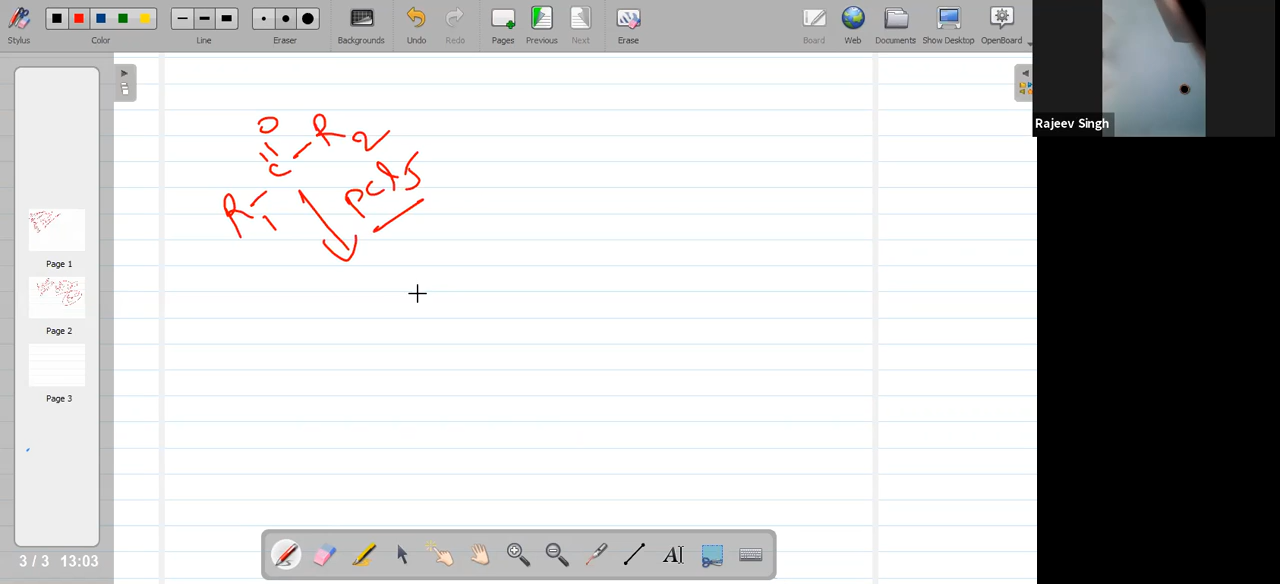 Stylus
Color
Line
Eraser
Backgrounds
Undo
Redo
Pages
Previous
Next
Erase
Board
Web
Documents
Show Desktop
OpenBoard
Rajeev Singh
O
C
R2
R1
PCl5
Page 1
Page 2
Page 3
3 / 3 13:03